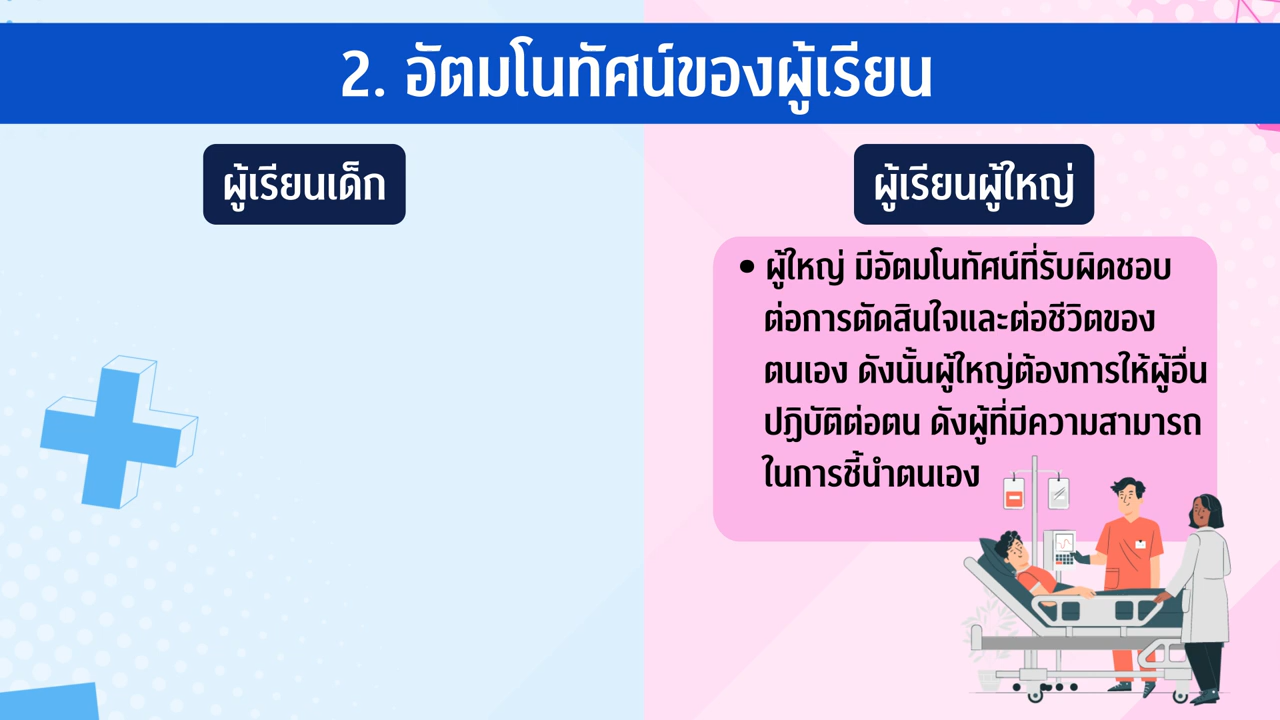 2. อัตมโนทัศน์ของผู้เรียน
ผู้เรียนเด็ก
ผู้เรียนผู้ใหญ่
• ผู้ใหญ่ มีอัตมโนทัศน์ที่รับผิดชอบ
ต่อการตัดสินใจและต่อชีวิตของ
ตนเอง ดังนั้นผู้ใหญ่ต้องการให้ผู้อื่น
ปฏิบัติต่อตน ดังผู้ที่มีความสามารถ
ในการชี้นำตนเอง